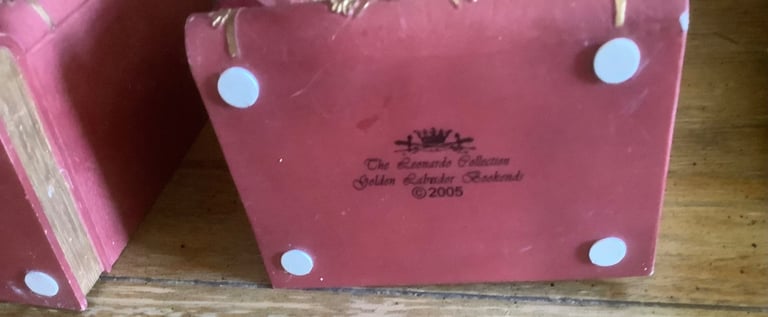 The Leonardo Collection
Golden Labrador Bookends
©2005